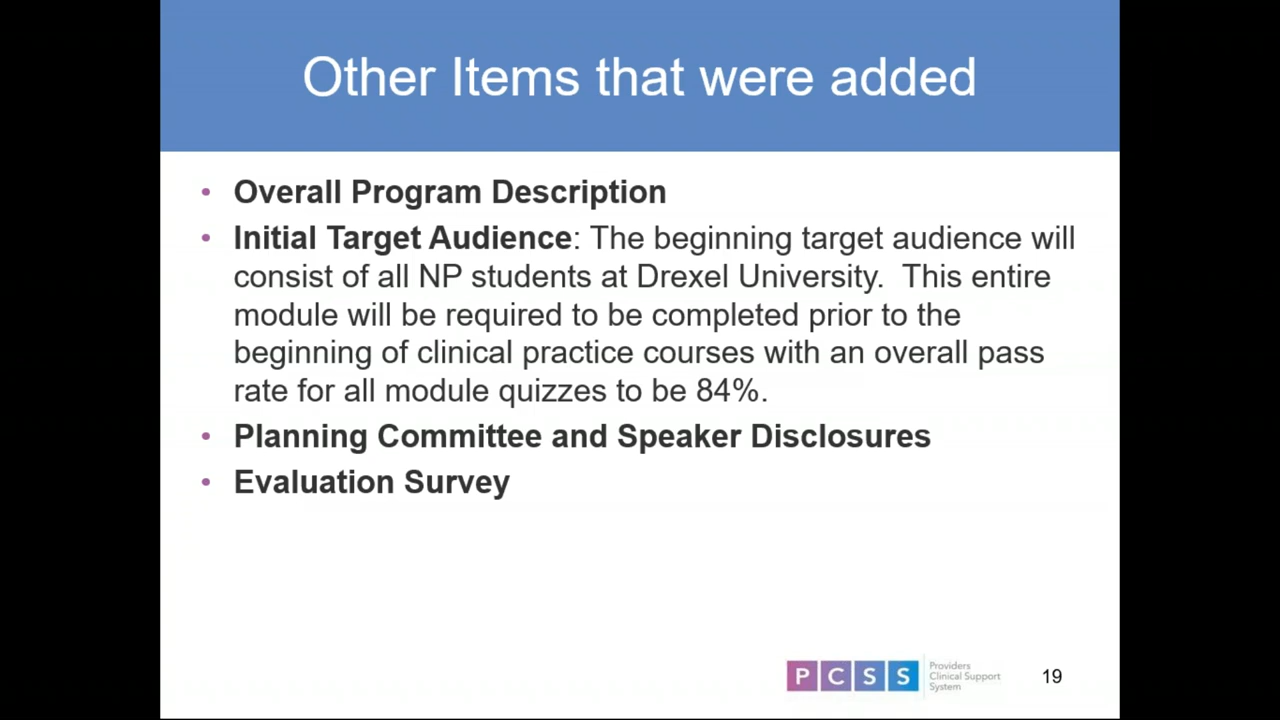 Other Items that were added
• Overall Program Description
• Initial Target Audience: The beginning target audience will
consist of all NP students at Drexel University.  This entire
module will be required to be completed prior to the
beginning of clinical practice courses with an overall pass
rate for all module quizzes to be 84%.
• Planning Committee and Speaker Disclosures
• Evaluation Survey
PCSS
Providers
Clinical Support
System
19